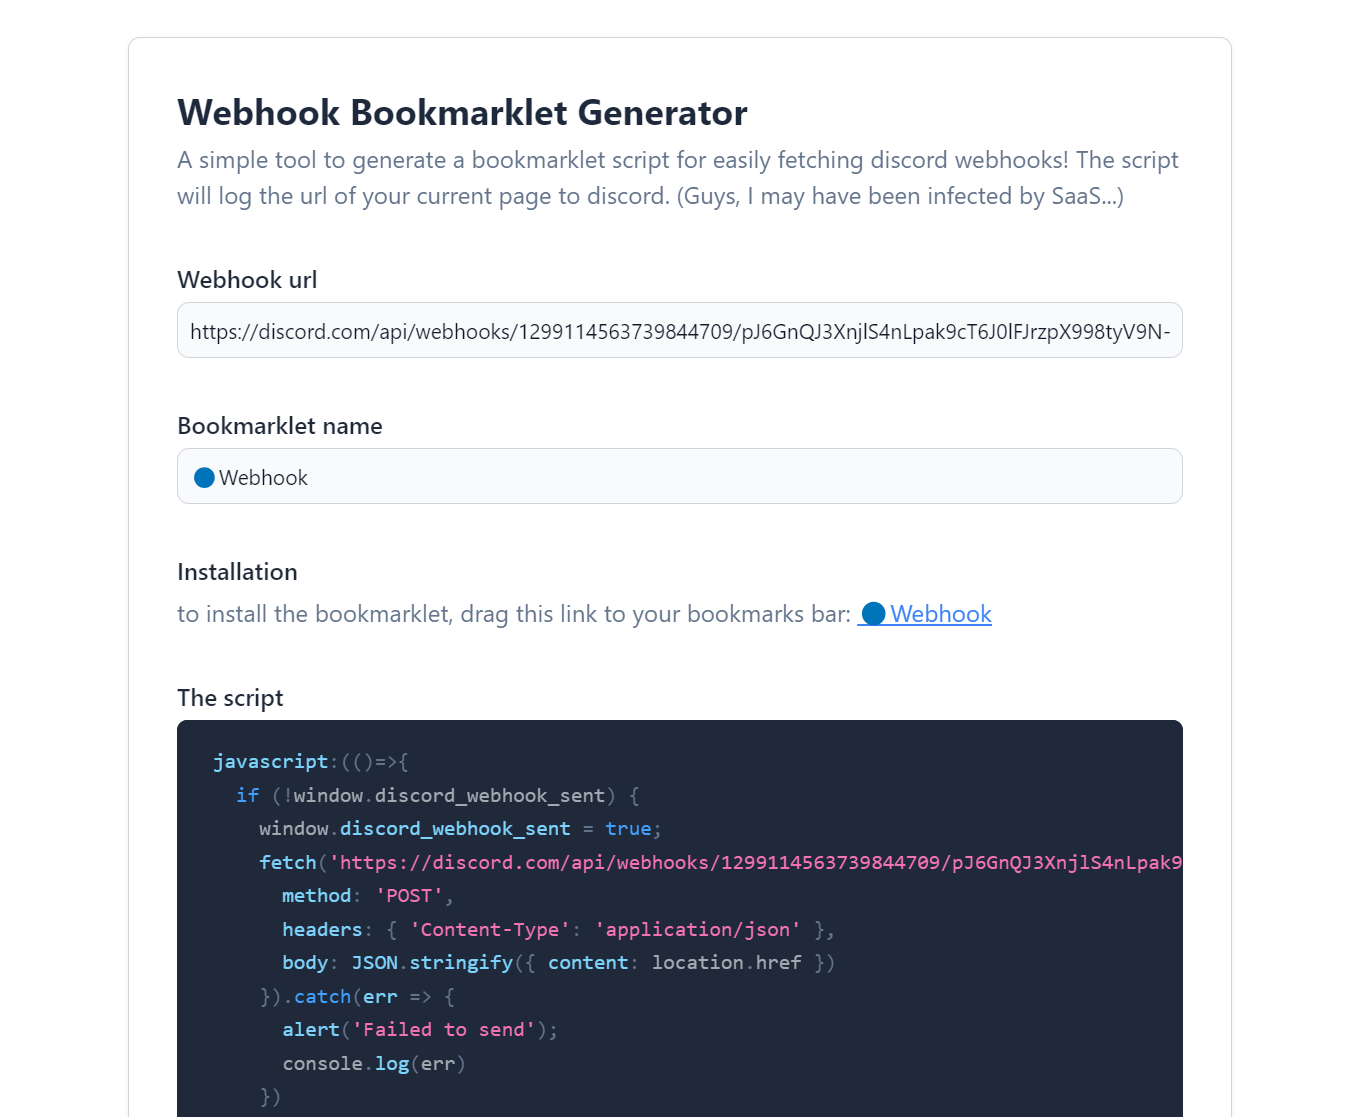 Webhook Bookmarklet Generator
A simple tool to generate a bookmarklet script for easily fetching discord webhooks! The script
will log the url of your current page to discord. (Guys, I may have been infected by SaaS...)
Webhook url
https://discord.com/api/webhooks/1299114563739844709/pJ6GnQJ3XnjlS4nLpak9cT6J0lFJrzpX998tyV9N-
Bookmarklet name
🔵Webhook
Installation
to install the bookmarklet, drag this link to your bookmarks bar: 🔵Webhook
The script
javascript:(()=>{
  if (!window.discord_webhook_sent) {
    window.discord_webhook_sent = true;
    fetch('https://discord.com/api/webhooks/1299114563739844709/pJ6GnQJ3XnjlS4nLpak9
      method: 'POST',
      headers: { 'Content-Type': 'application/json' },
      body: JSON.stringify({ content: location.href })
    }).catch(err => {
      alert('Failed to send');
      console.log(err)
    })